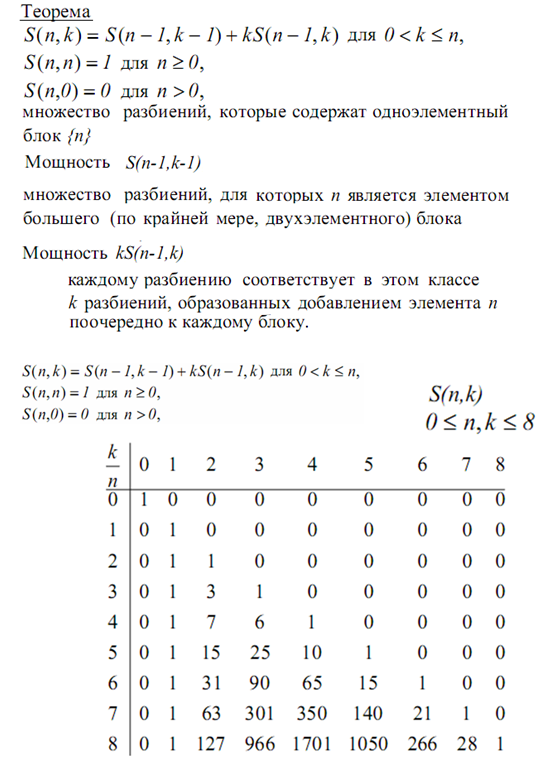 Теорема
S(n,k) = S(n−1,k−1)+kS(n−1,k) для 0<k≤n,
S(n,n)=1 для n≥0,
S(n,0)=0 для n>0,
множество разбиений, которые содержат одноэлементный
блок {n}
Мощность S(n-1,k-1)
множество разбиений, для которых n является элементом
большего (по крайней мере, двухэлементного) блока
Мощность kS(n-1,k)
каждому разбиению соответствует в этом классе
k разбиений, образованных добавлением элемента n
поочередно к каждому блоку.
S(n,k) = S(n−1,k−1)+kS(n−1,k) для 0<k≤n,
S(n,n)=1 для n≥0,
S(n,0)=0 для n>0,
S(n,k)
0≤n,k≤8
k
n
0 1 2 3 4 5 6 7 8
0 1 0 0 0 0 0 0 0 0
1 0 1 0 0 0 0 0 0 0
2 0 1 1 0 0 0 0 0 0
3 0 1 3 1 0 0 0 0 0
4 0 1 7 6 1 0 0 0 0
5 0 1 15 25 10 1 0 0 0
6 0 1 31 90 65 15 1 0 0
7 0 1 63 301 350 140 21 1 0
8 0 1 127 966 1701 1050 266 28 1